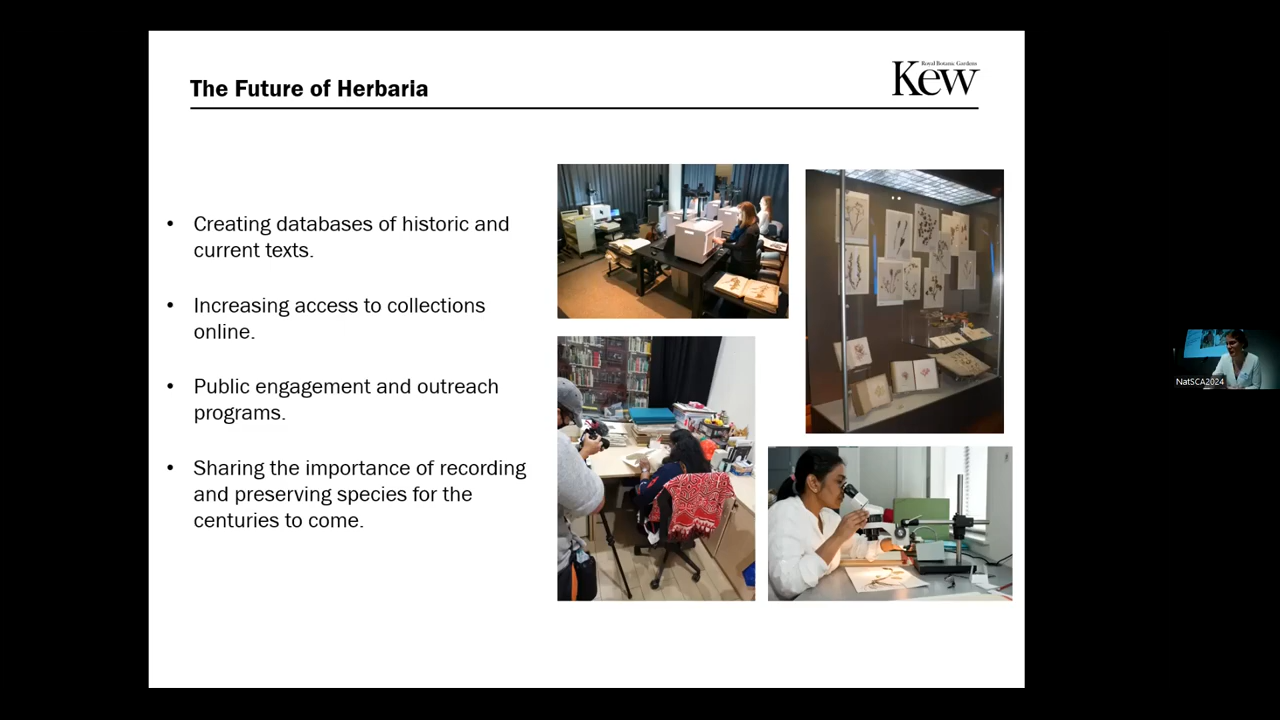 The Future of Herbaria
Royal Botanic Gardens
Kew
• Creating databases of historic and
current texts.
• Increasing access to collections
online.
• Public engagement and outreach
programs.
• Sharing the importance of recording
and preserving species for the
centuries to come.
NatSCA2024